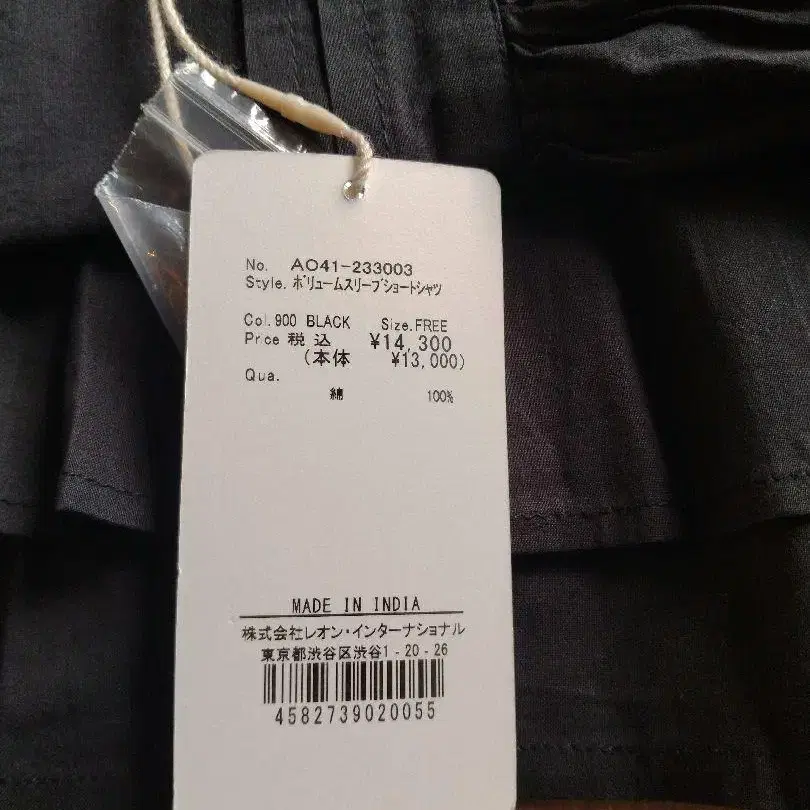 No. AO41-233003
Style. ボリュームスリーブショートシャツ
Col.900 BLACK Size.FREE
Price 税込 ¥14,300
(本体 ¥13,000)
Qua.
綿 100%
MADE IN INDIA
株式会社レオン・インターナショナル
東京都渋谷区渋谷1-20-26
4582739020055